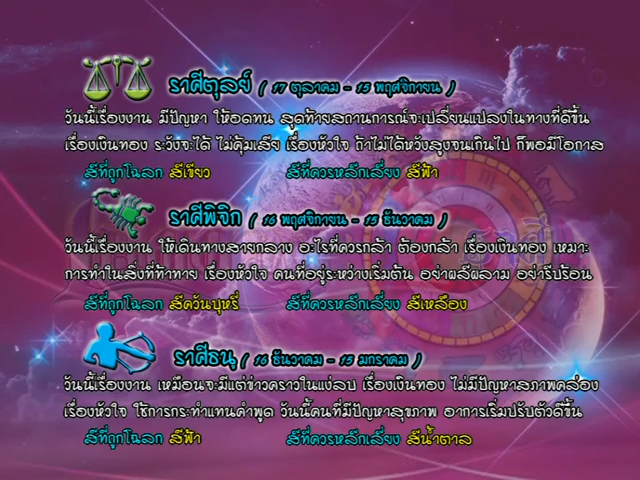 ราศีตุลย์ ( 17 ตุลาคม - 15 พฤศจิกายน )
วันนี้เรื่องงาน มีปัญหา ให้อดทน สุดท้ายสถานการณ์จะเปลี่ยนแปลงในทางที่ดีขึ้น
เรื่องเงินทอง ระวังจะได้ ไม่คุ้มเสีย เรื่องหัวใจ ถ้าไม่ได้หวังสูงจนเกินไป ก็พอมีโอกาส
สีที่ถูกโฉลก สีเขียว สีที่ควรหลีกเลี่ยง สีฟ้า
ราศีพิจิก ( 16 พฤศจิกายน - 15 ธันวาคม )
วันนี้เรื่องงาน ให้เดินทางสายกลาง อะไรที่ควรกล้า ต้องกล้า เรื่องเงินทอง เหมาะ
การทำในสิ่งที่ท้าทาย เรื่องหัวใจ คนที่อยู่ระหว่างเริ่มต้น อย่าผลีผลาม อย่ารีบร้อน
สีที่ถูกโฉลก สีควันบุหรี่ สีที่ควรหลีกเลี่ยง สีเหลือง
ราศีธนู ( 16 ธันวาคม - 15 มกราคม )
วันนี้เรื่องงาน เหมือนจะมีแต่ข่าวคราวในแง่ลบ เรื่องเงินทอง ไม่มีปัญหาสภาพคล่อง
เรื่องหัวใจ ใช้การกระทำแทนคำพูด วันนี้คนที่มีปัญหาสุขภาพ อาการเริ่มปรับตัวดีขึ้น
สีที่ถูกโฉลก สีฟ้า สีที่ควรหลีกเลี่ยง สีน้ำตาล